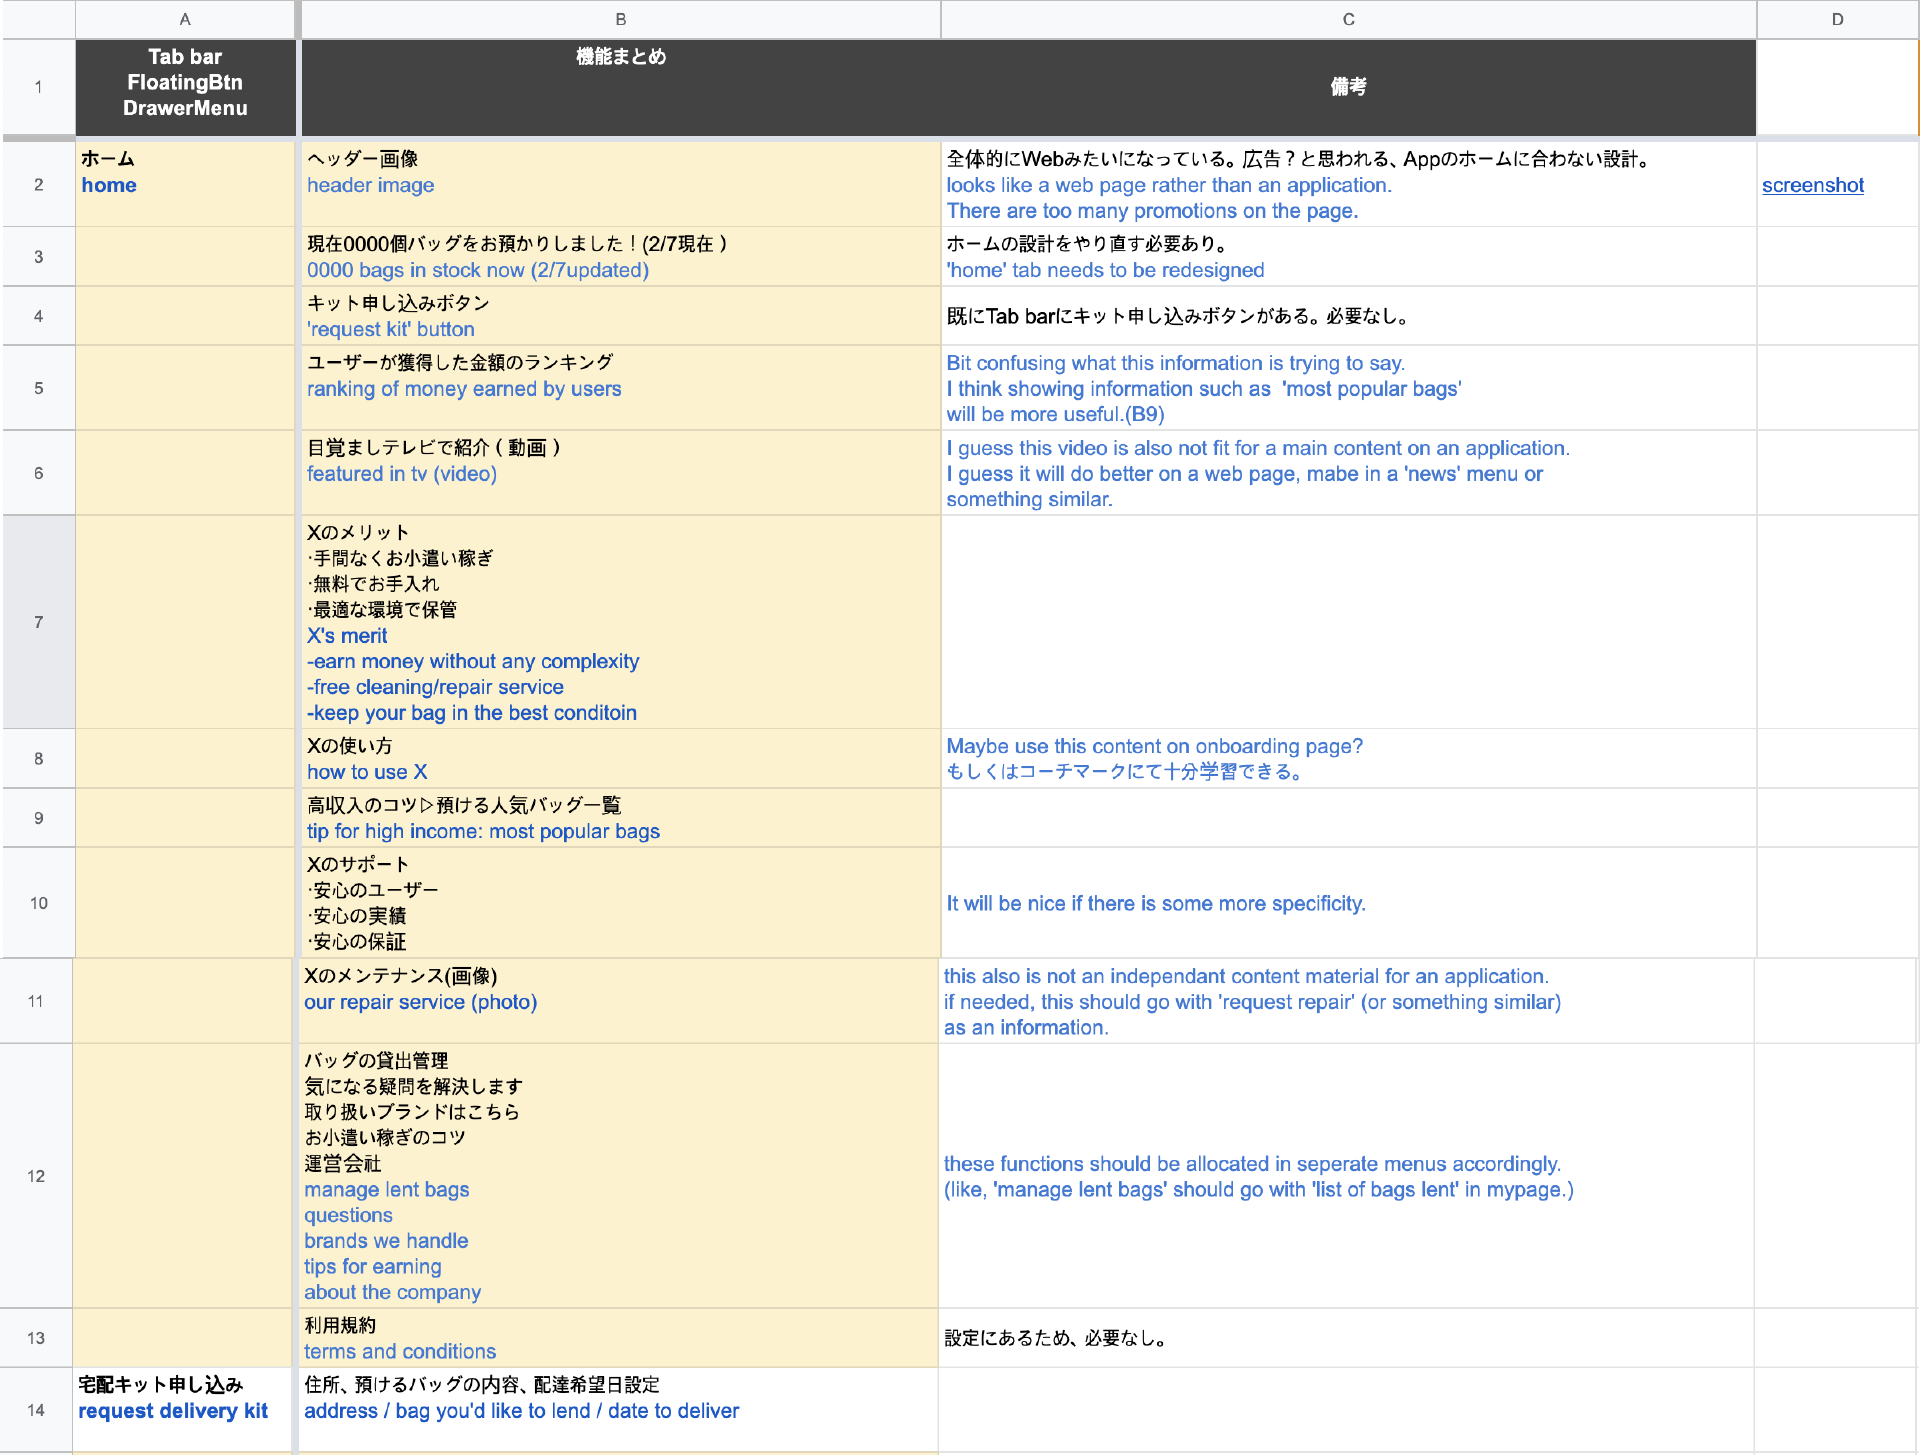 A
B
C
D
1
Tab bar
FloatingBtn
DrawerMenu
機能まとめ
備考
2
ホーム
home
ヘッダー画像
header image
全体的にWebみたいになっている。広告？と思われる、Appのホームに合わない設計。
looks like a web page rather than an application.
There are too many promotions on the page.
screenshot
3
現在0000個バッグをお預かりしました！(2/7現在 )
0000 bags in stock now (2/7updated)
ホームの設計をやり直す必要あり。
'home' tab needs to be redesigned
4
キット申し込みボタン
'request kit' button
既にTab barにキット申し込みボタンがある。必要なし。
5
ユーザーが獲得した金額のランキング
ranking of money earned by users
Bit confusing what this information is trying to say.
I think showing information such as 'most popular bags'
will be more useful.(B9)
6
目覚ましテレビで紹介 ( 動画 )
featured in tv (video)
I guess this video is also not fit for a main content on an application.
I guess it will do better on a web page, mabe in a 'news' menu or
something similar.
7
Xのメリット
·手間なくお小遣い稼ぎ
·無料でお手入れ
·最適な環境で保管
X's merit
-earn money without any complexity
-free cleaning/repair service
-keep your bag in the best conditoin
8
Xの使い方
how to use X
Maybe use this content on onboarding page?
もしくはコーチマークにて十分学習できる。
9
高収入のコツ▷預ける人気バッグ一覧
tip for high income: most popular bags
10
Xのサポート
·安心のユーザー
·安心の実績
·安心の保証
It will be nice if there is some more specificity.
11
Xのメンテナンス(画像)
our repair service (photo)
this also is not an independant content material for an application.
if needed, this should go with 'request repair' (or something similar)
as an information.
12
バッグの貸出管理
気になる疑問を解決します
取り扱いブランドはこちら
お小遣い稼ぎのコツ
運営会社
manage lent bags
questions
brands we handle
tips for earning
about the company
these functions should be allocated in seperate menus accordingly.
(like, 'manage lent bags' should go with 'list of bags lent' in mypage.)
13
利用規約
terms and conditions
設定にあるため、必要なし。
14
宅配キット申し込み
request delivery kit
住所、預けるバッグの内容、配達希望日設定
address / bag you'd like to lend / date to deliver